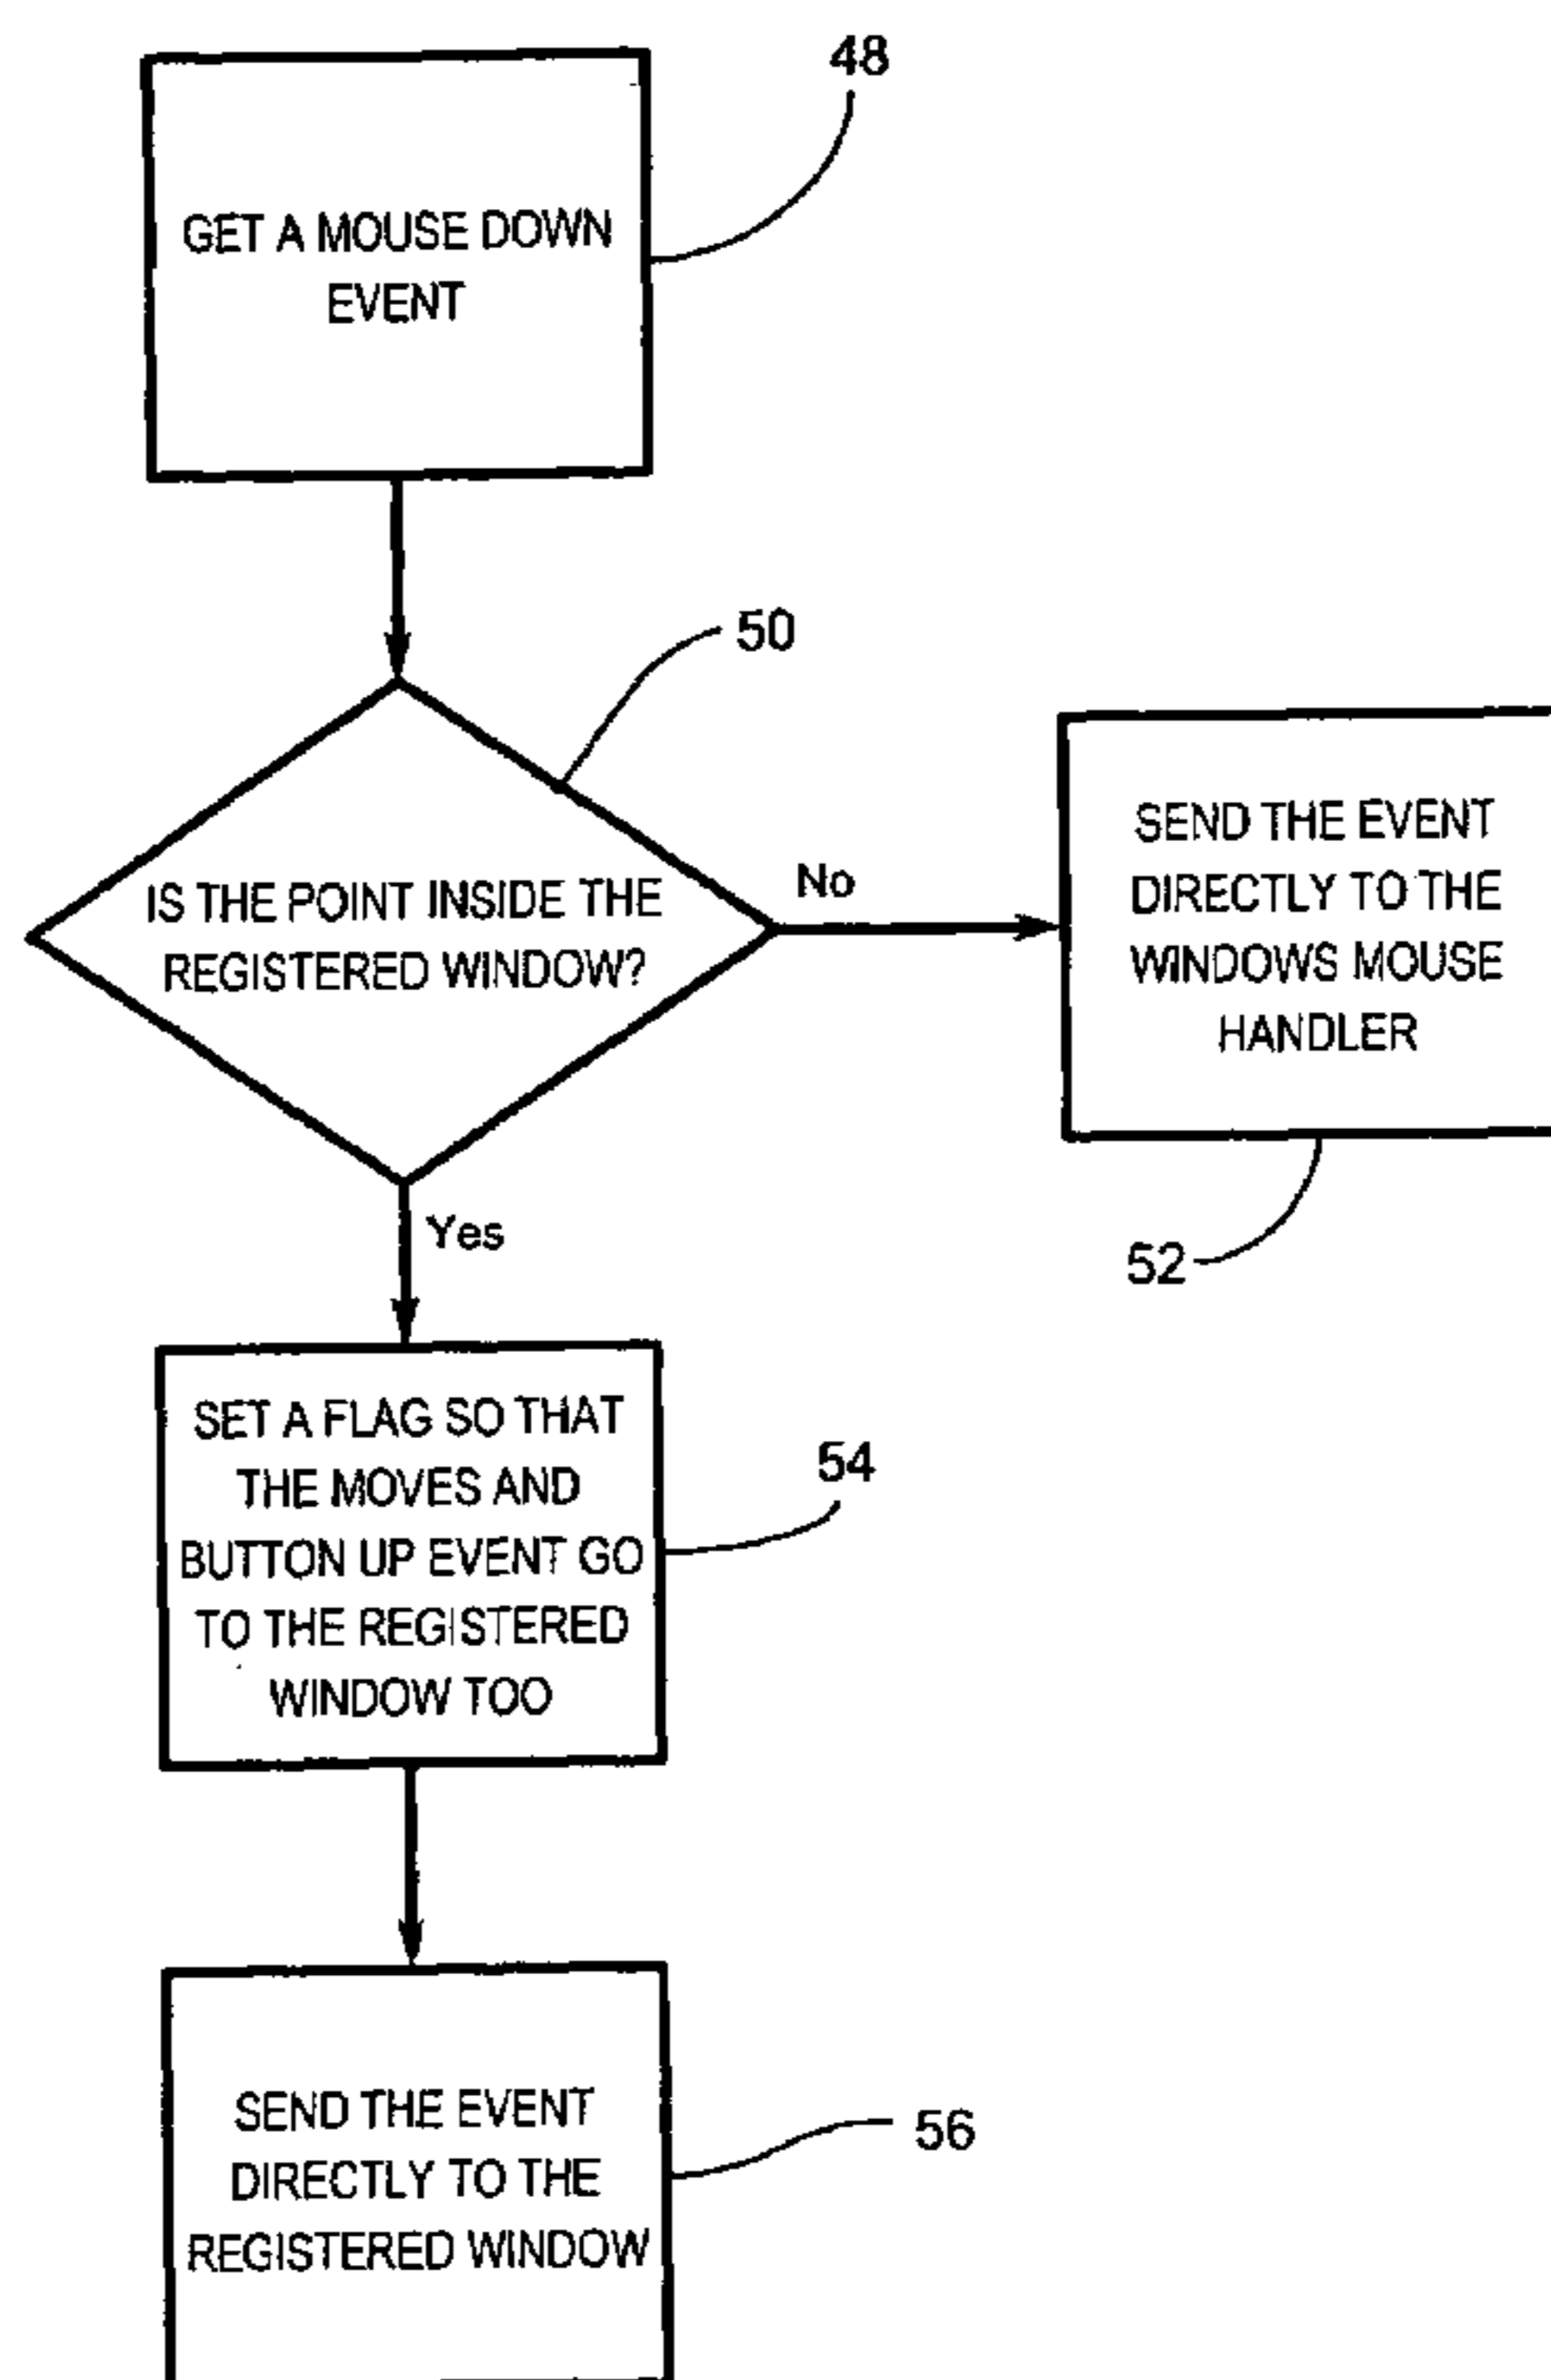 48
GET A MOUSE DOWN
EVENT
50
IS THE POINT INSIDE THE
REGISTERED WINDOW?
No
SEND THE EVENT
DIRECTLY TO THE
WINDOWS MOUSE
HANDLER
52
Yes
SET A FLAG SO THAT
THE MOVES AND
BUTTON UP EVENT GO
TO THE REGISTERED
WINDOW TOO
54
SEND THE EVENT
DIRECTLY TO THE
REGISTERED WINDOW
56